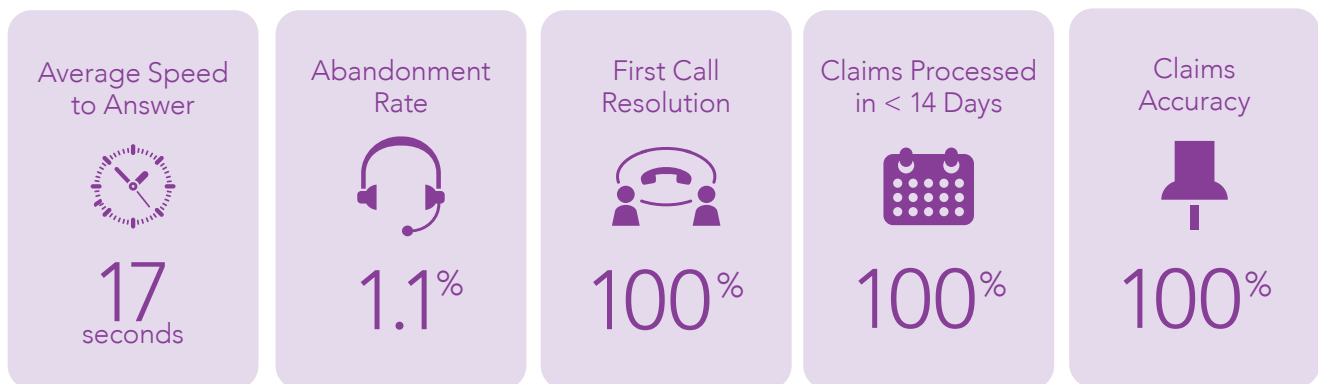 Average Speed
to Answer
17
seconds
Abandonment
Rate
1.1%
First Call
Resolution
100%
Claims Processed
in < 14 Days
100%
Claims
Accuracy
100%